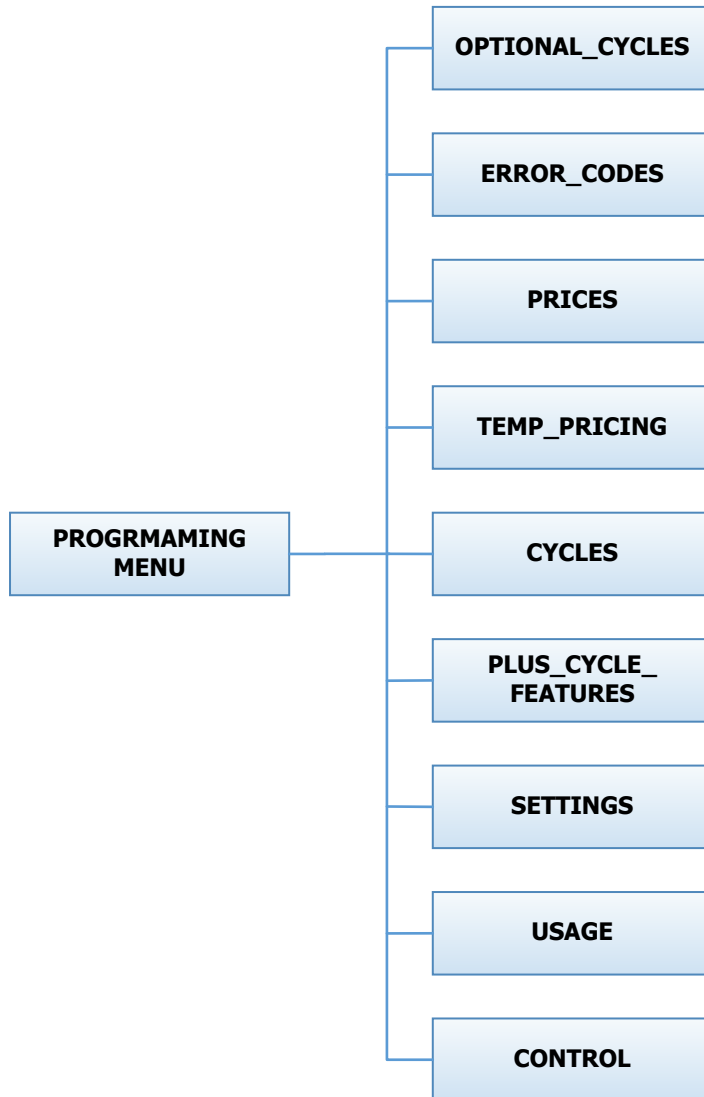 OPTIONAL_CYCLES
ERROR_CODES
PRICES
TEMP_PRICING
PROGRMAMING
MENU
CYCLES
PLUS_CYCLE_
FEATURES
SETTINGS
USAGE
CONTROL